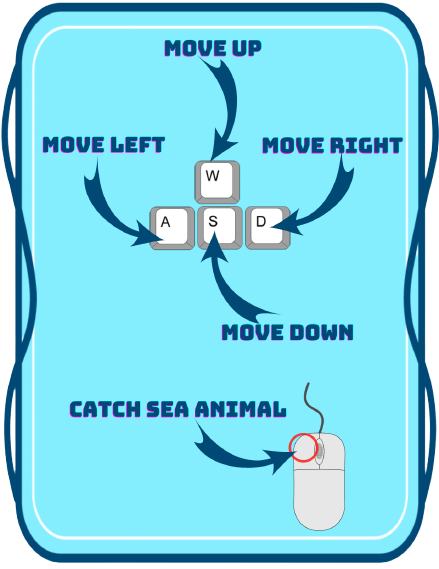 MOVE UP
MOVE LEFT
MOVE RIGHT
W
A
S
D
MOVE DOWN
CATCH SEA ANIMAL